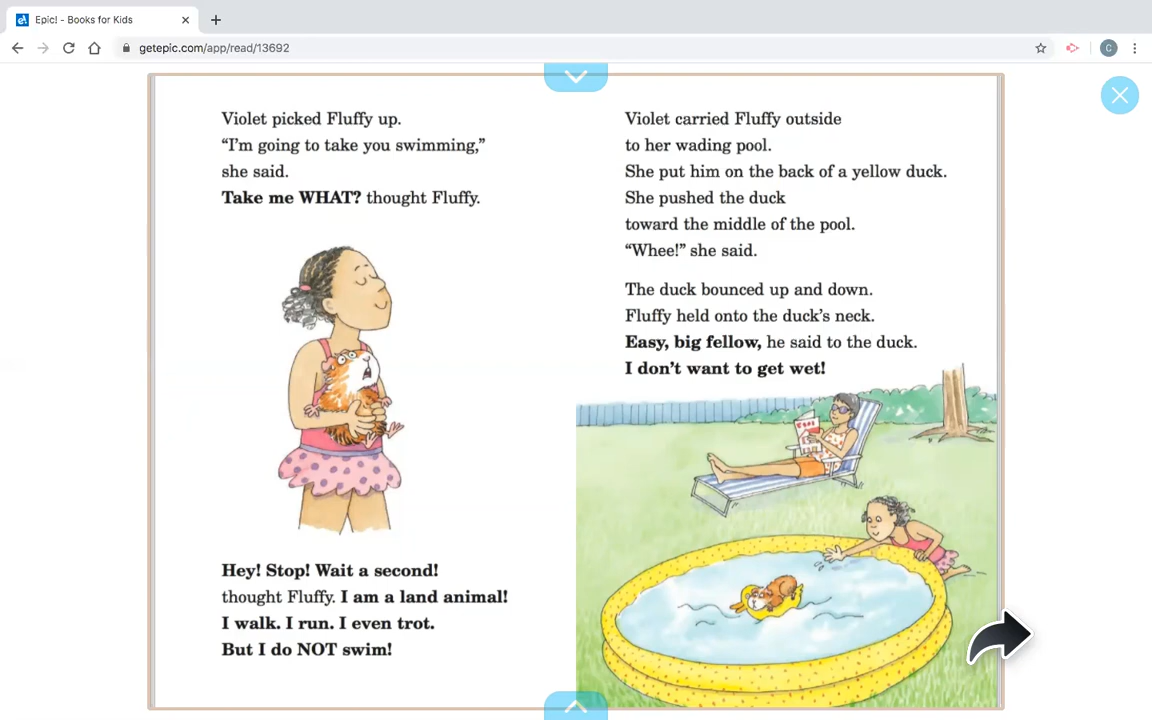 Epic! - Books for Kids
getepic.com/app/read/13692
C
Violet picked Fluffy up.
“I’m going to take you swimming,”
she said.
Take me WHAT? thought Fluffy.
Hey! Stop! Wait a second!
thought Fluffy. I am a land animal!
I walk. I run. I even trot.
But I do NOT swim!
Violet carried Fluffy outside
to her wading pool.
She put him on the back of a yellow duck.
She pushed the duck
toward the middle of the pool.
“Whee!” she said.
The duck bounced up and down.
Fluffy held onto the duck’s neck.
Easy, big fellow, he said to the duck.
I don’t want to get wet!